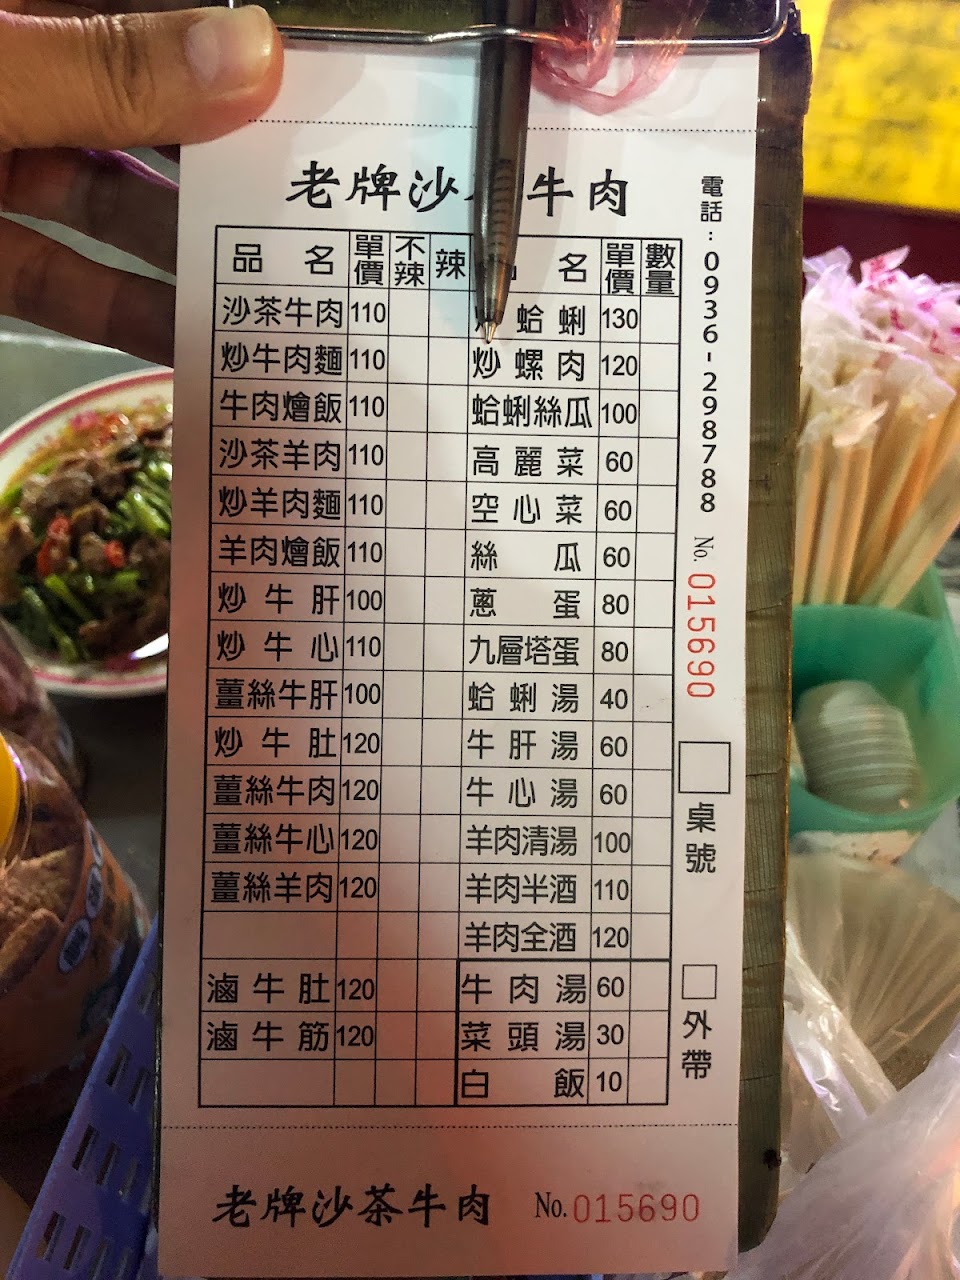 老牌沙 牛肉
品名 單價 不辣 辣 名 單價 數量
沙茶牛肉 110 蛤蜊 130
炒牛肉麵 110 炒螺肉 120
牛肉燴飯 110 蛤蜊絲瓜 100
沙茶羊肉 110 高麗菜 60
炒羊肉麵 110 空心菜 60
羊肉燴飯 110 絲瓜 60
炒牛肝 100 蔥蛋 80
炒牛心 110 九層塔蛋 80
薑絲牛肝 100 蛤蜊湯 40
炒牛肚 120 牛肝湯 60
薑絲牛肉 120 牛心湯 60
薑絲牛心 120 羊肉清湯 100
薑絲羊肉 120 羊肉半酒 110
羊肉全酒 120
滷牛肚 120 牛肉湯 60
滷牛筋 120 菜頭湯 30
白飯 10
電話:0936-298788
No. 015690
桌號
外帶
老牌沙茶牛肉 No. 015690